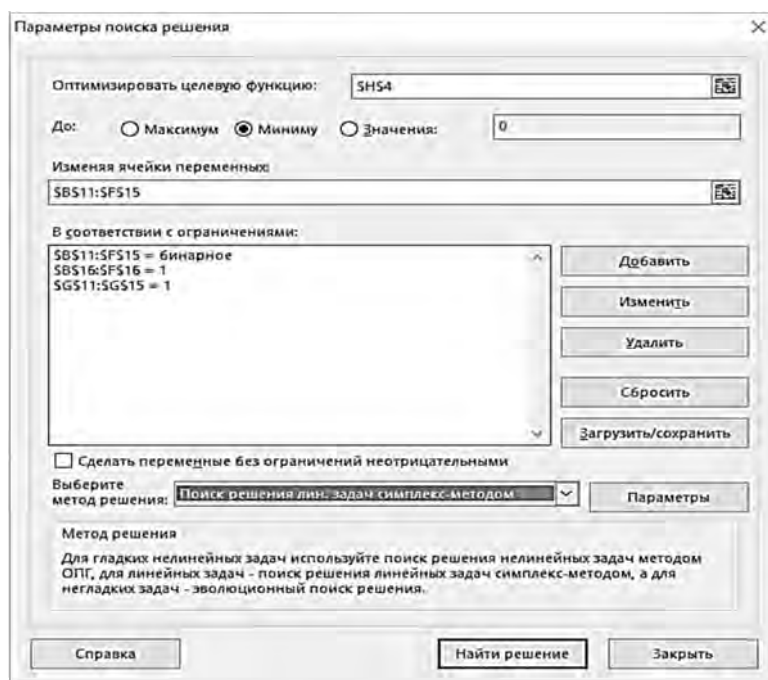 Параметры поиска решения
Оптимизировать целевую функцию: $H$4
До: Максимум Миниму Значения: 0
Изменяя ячейки переменных:
$B$11:$F$15
В соответствии с ограничениями:
$B$11:$F$15 = бинарное
$B$16:$F$16 = 1
$G$11:$G$15 = 1
Добавить
Изменить
Удалить
Сбросить
Загрузить/сохранить
Сделать переменные без ограничений неотрицательными
Выберите
метод решения: Поиск решения лин. задач симплекс-методом
Параметры
Метод решения
Для гладких нелинейных задач используйте поиск решения нелинейных задач методом
ОПГ, для линейных задач - поиск решения линейных задач симплекс-методом, а для
негладких задач - эволюционный поиск решения.
Справка
Найти решение
Закрыть